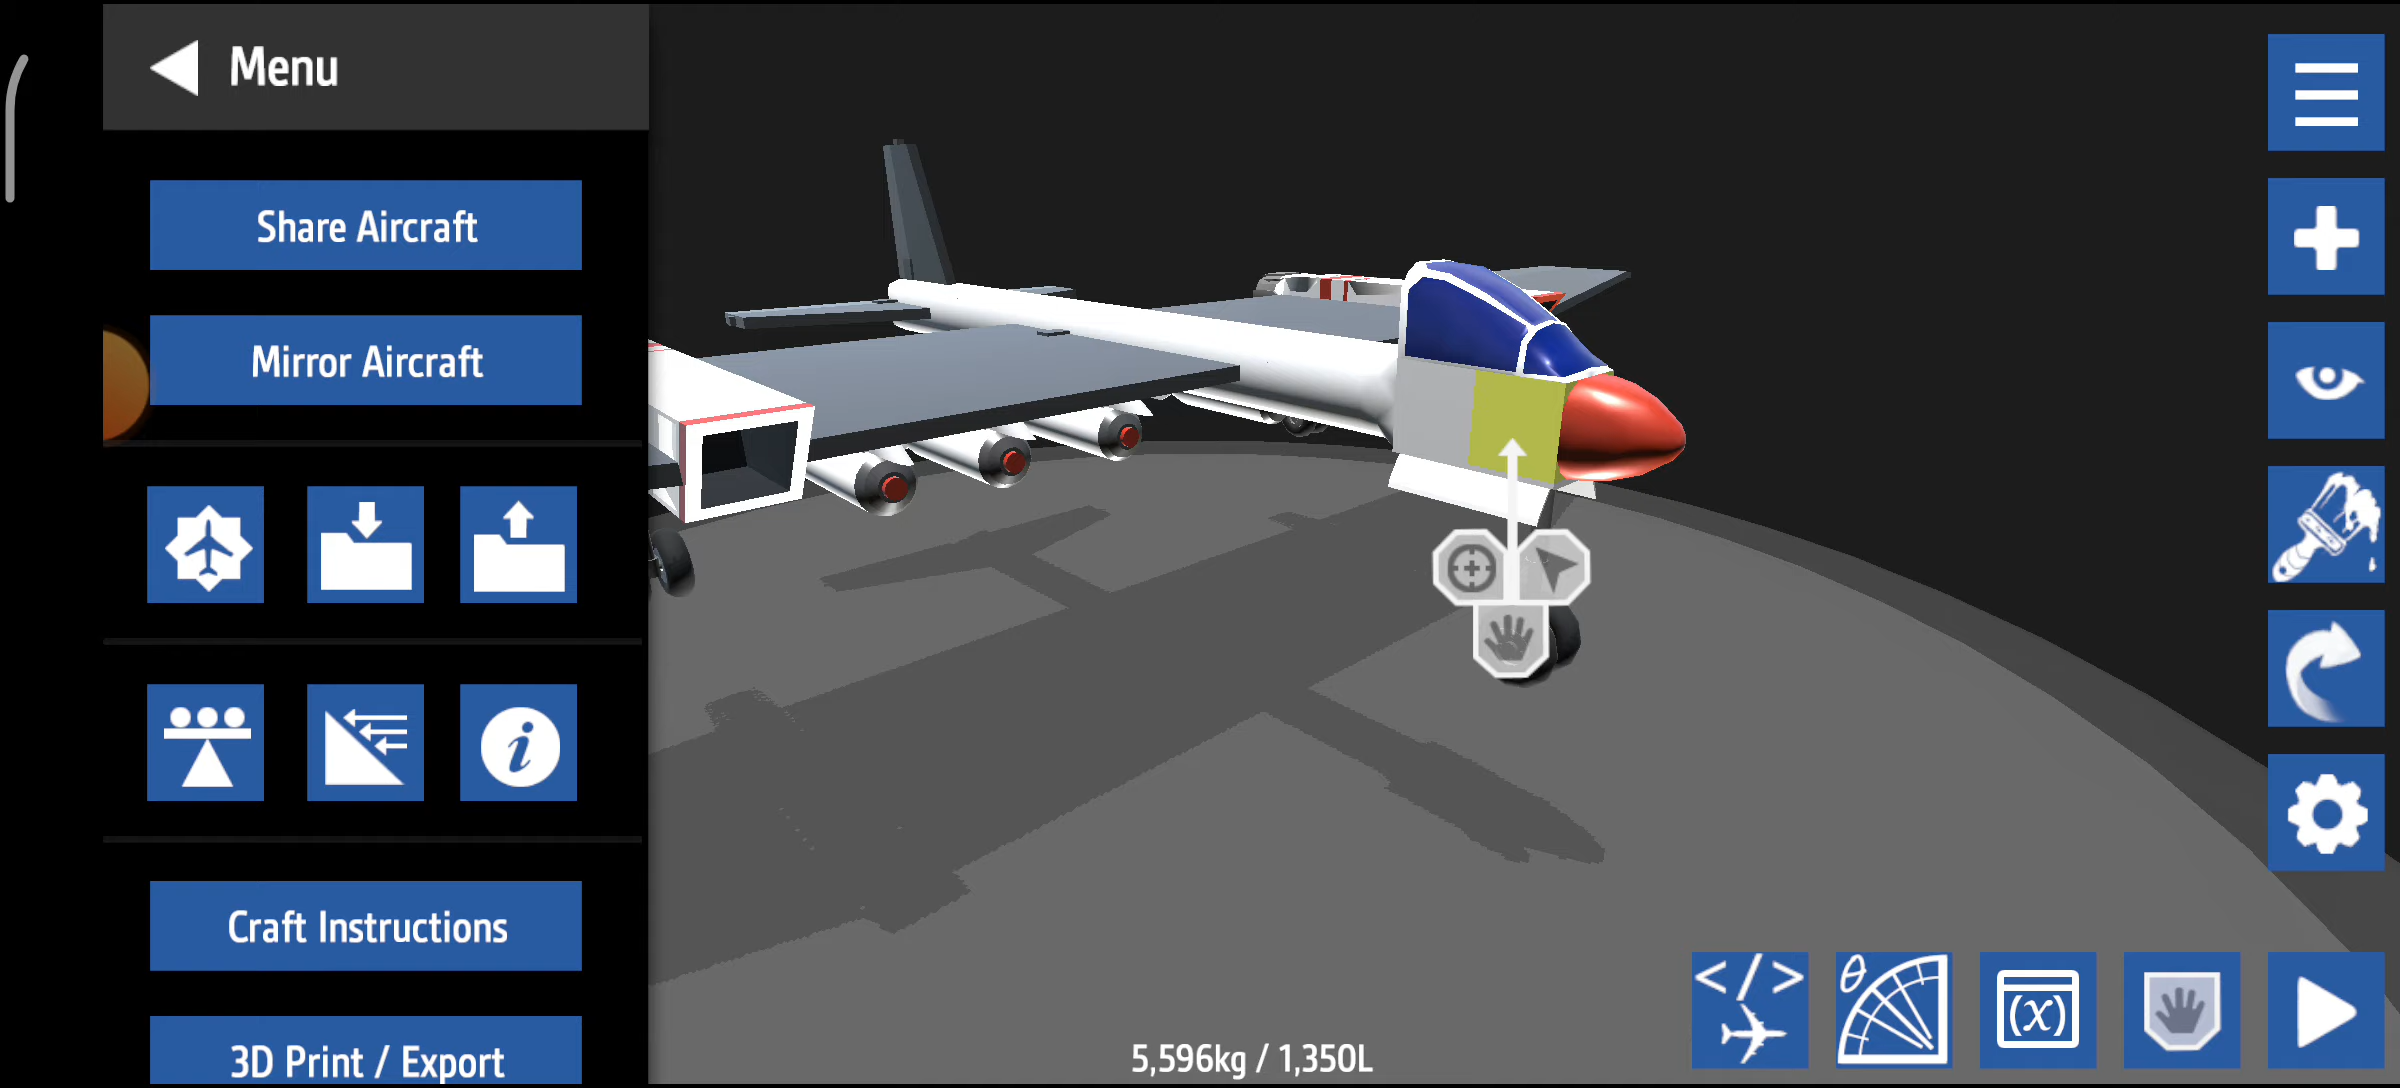 Menu
Share Aircraft
Mirror Aircraft
Craft Instructions
3D Print / Export
5,596kg / 1,350L
</>
θ
(x)
i